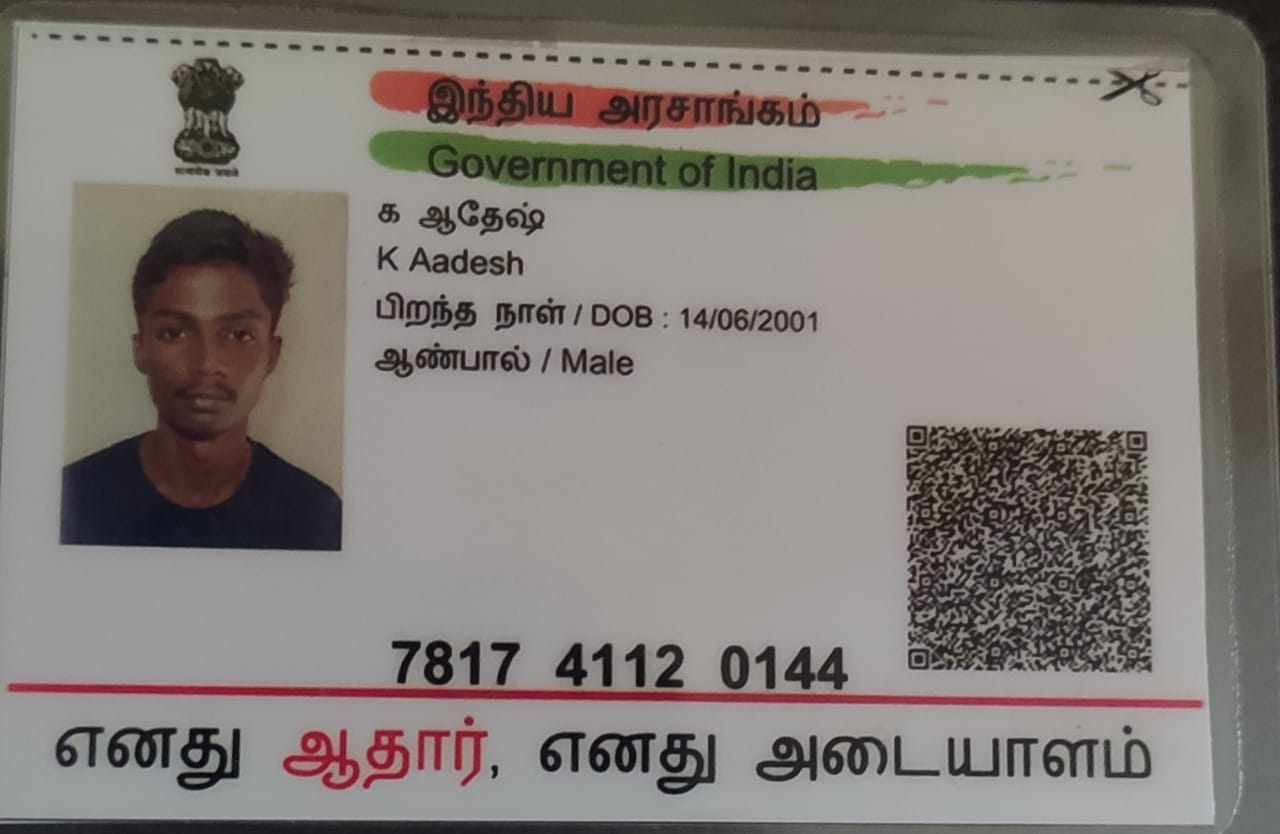 இந்திய அரசாங்கம்
Government of India
க ஆதேஷ்
K Aadesh
பிறந்த நாள் / DOB : 14/06/2001
ஆண்பால் / Male
7817 4112 0144
எனது ஆதார், எனது அடையாளம்